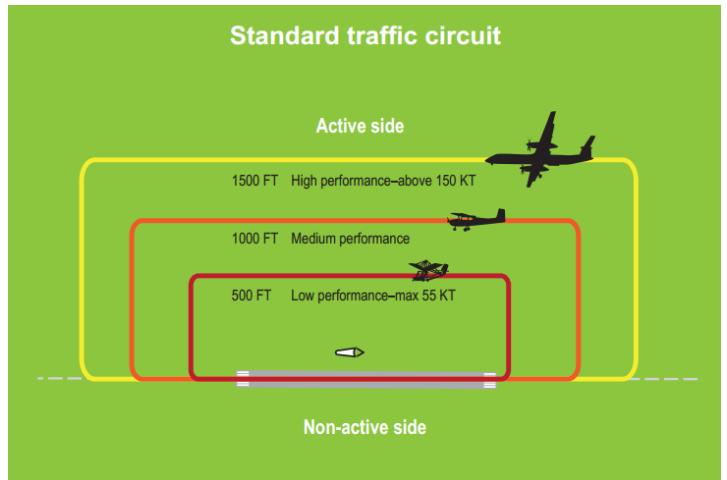 Standard traffic circuit
Active side
1500 FT High performance–above 150 KT
1000 FT Medium performance
500 FT Low performance–max 55 KT
Non-active side